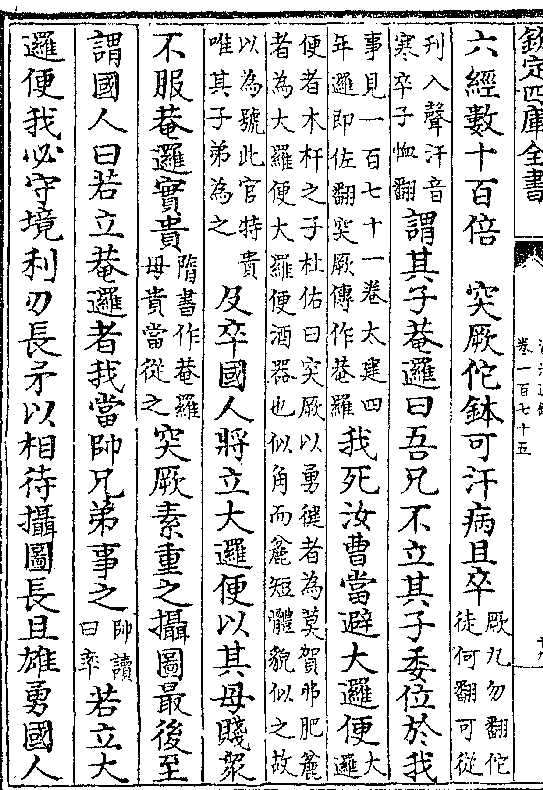 欽定四庫全書
卷一百七十五
六經數十百倍　突厥佗鉢可汗病且卒厥九勿翻佗徒何翻可從
刋入聲汗音寒卒子恤翻謂其子菴邏曰吾兄不立其子委位於我
事見一百七十一卷太建四年邏即佐翻突厥傳作菴羅我死汝曹當避大邏便大邏
便者木杆之子杜佑曰突厥以勇健者為莫賀弗肥麄者為大羅便大羅便酒器也似角而麄短體貌似之故
以為號此官特貴唯其子弟為之及卒國人將立大邏便以其母賤衆
不服菴邏實貴隋書作菴羅母貴當從之突厥素重之攝圖最後至
謂國人曰若立菴邏者我當帥兄弟事之帥讀曰率若立大
邏便我必守境利刃長矛以相待攝圖長且雄勇國人